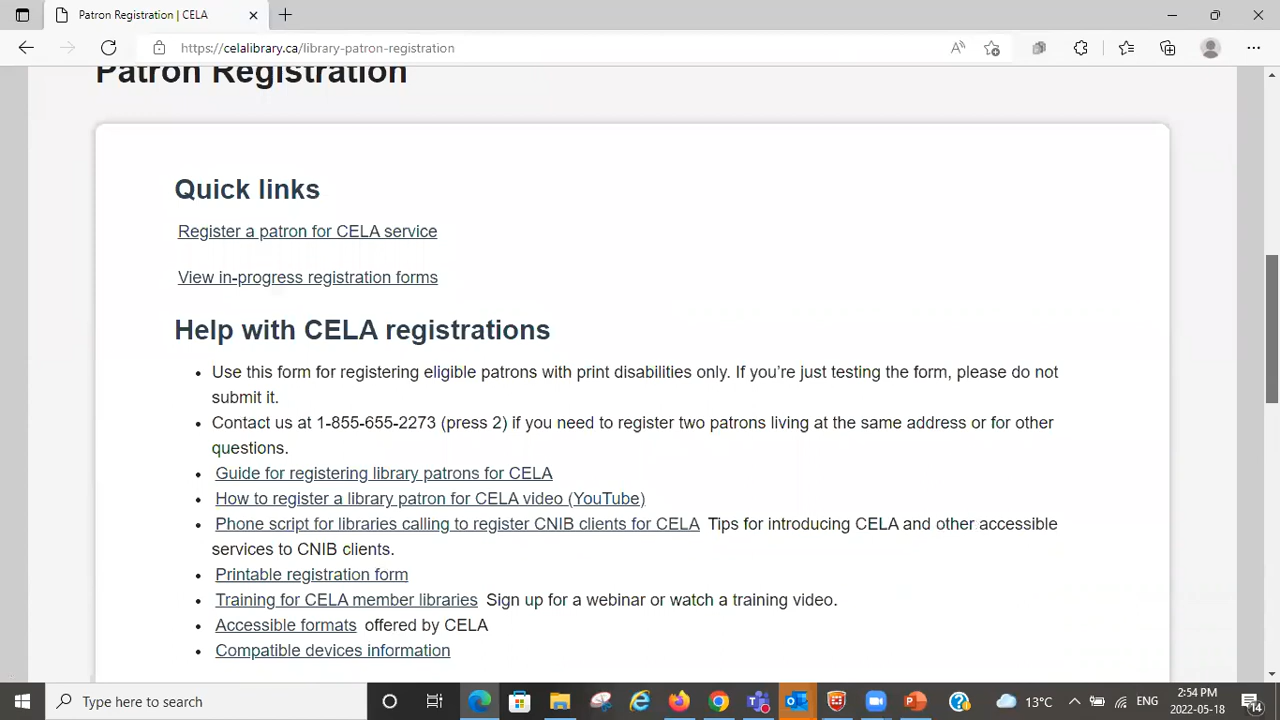 Patron Registration | CELA
https://celalibrary.ca/library-patron-registration
Patron Registration
Quick links
Register a patron for CELA service
View in-progress registration forms
Help with CELA registrations
Use this form for registering eligible patrons with print disabilities only. If you’re just testing the form, please do not
submit it.
Contact us at 1-855-655-2273 (press 2) if you need to register two patrons living at the same address or for other
questions.
Guide for registering library patrons for CELA
How to register a library patron for CELA video (YouTube)
Phone script for libraries calling to register CNIB clients for CELA Tips for introducing CELA and other accessible
services to CNIB clients.
Printable registration form
Training for CELA member libraries Sign up for a webinar or watch a training video.
Accessible formats offered by CELA
Compatible devices information
Type here to search
13°C
ENG
2:54 PM
2022-05-18
14